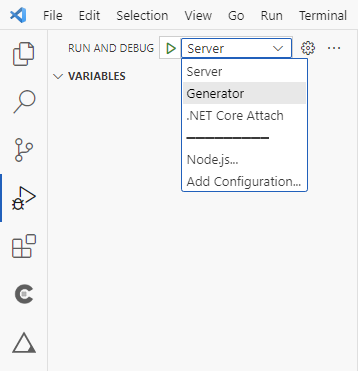 File Edit Selection View Go Run Terminal
RUN AND DEBUG Server
VARIABLES
Server
Generator
.NET Core Attach
Node.js...
Add Configuration...